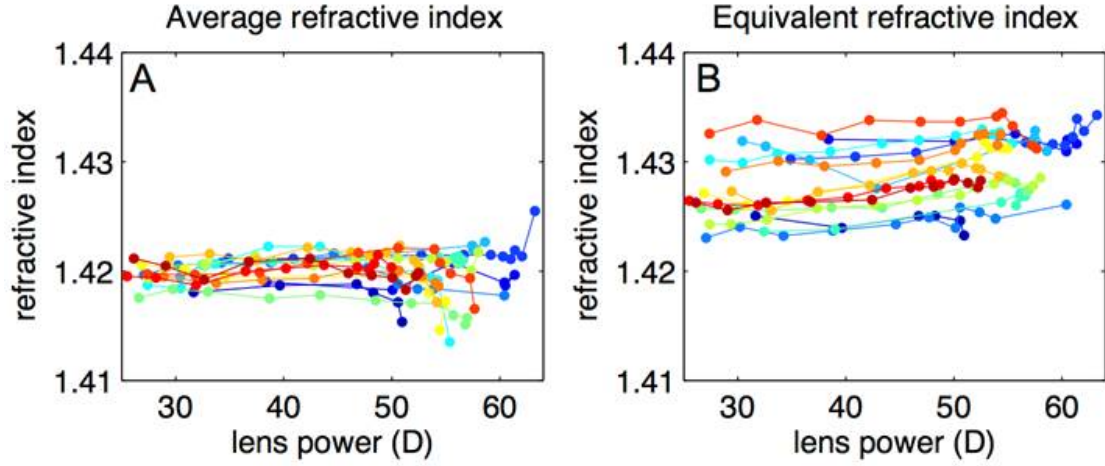 Average refractive index
A
1.44
1.43
1.42
1.41
refractive index
30 40 50 60
lens power (D)
Equivalent refractive index
B
1.44
1.43
1.42
1.41
refractive index
30 40 50 60
lens power (D)